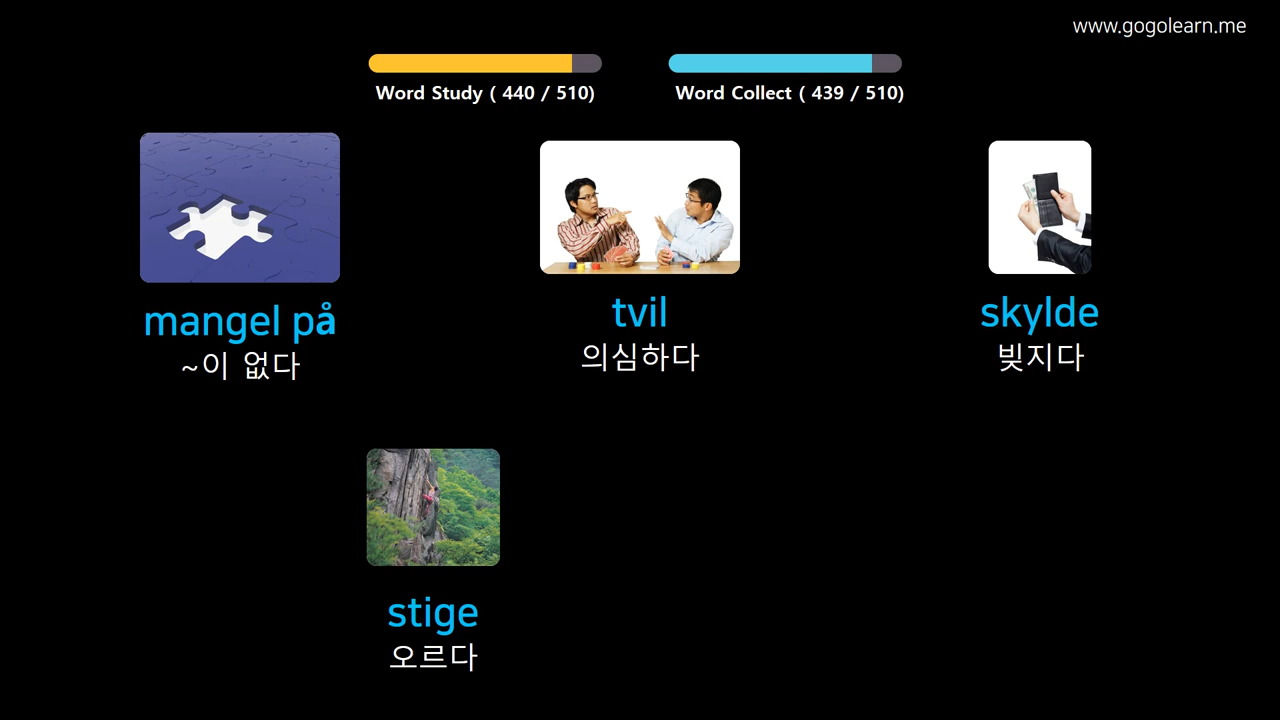 www.gogolearn.me
Word Study ( 440 / 510)
Word Collect ( 439 / 510)
mangel på
~이 없다
tvil
의심하다
skylde
빚지다
stige
오르다